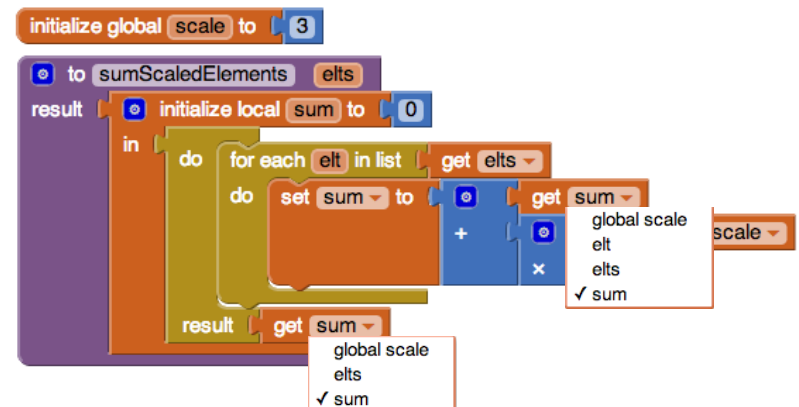 initialize global scale to 3
to sumScaledElements elts
result initialize local sum to 0
in do for each elt in list get elts
do set sum to get sum
+ scale
×
global scale
elt
elts
✓ sum
result get sum
global scale
elts
✓ sum